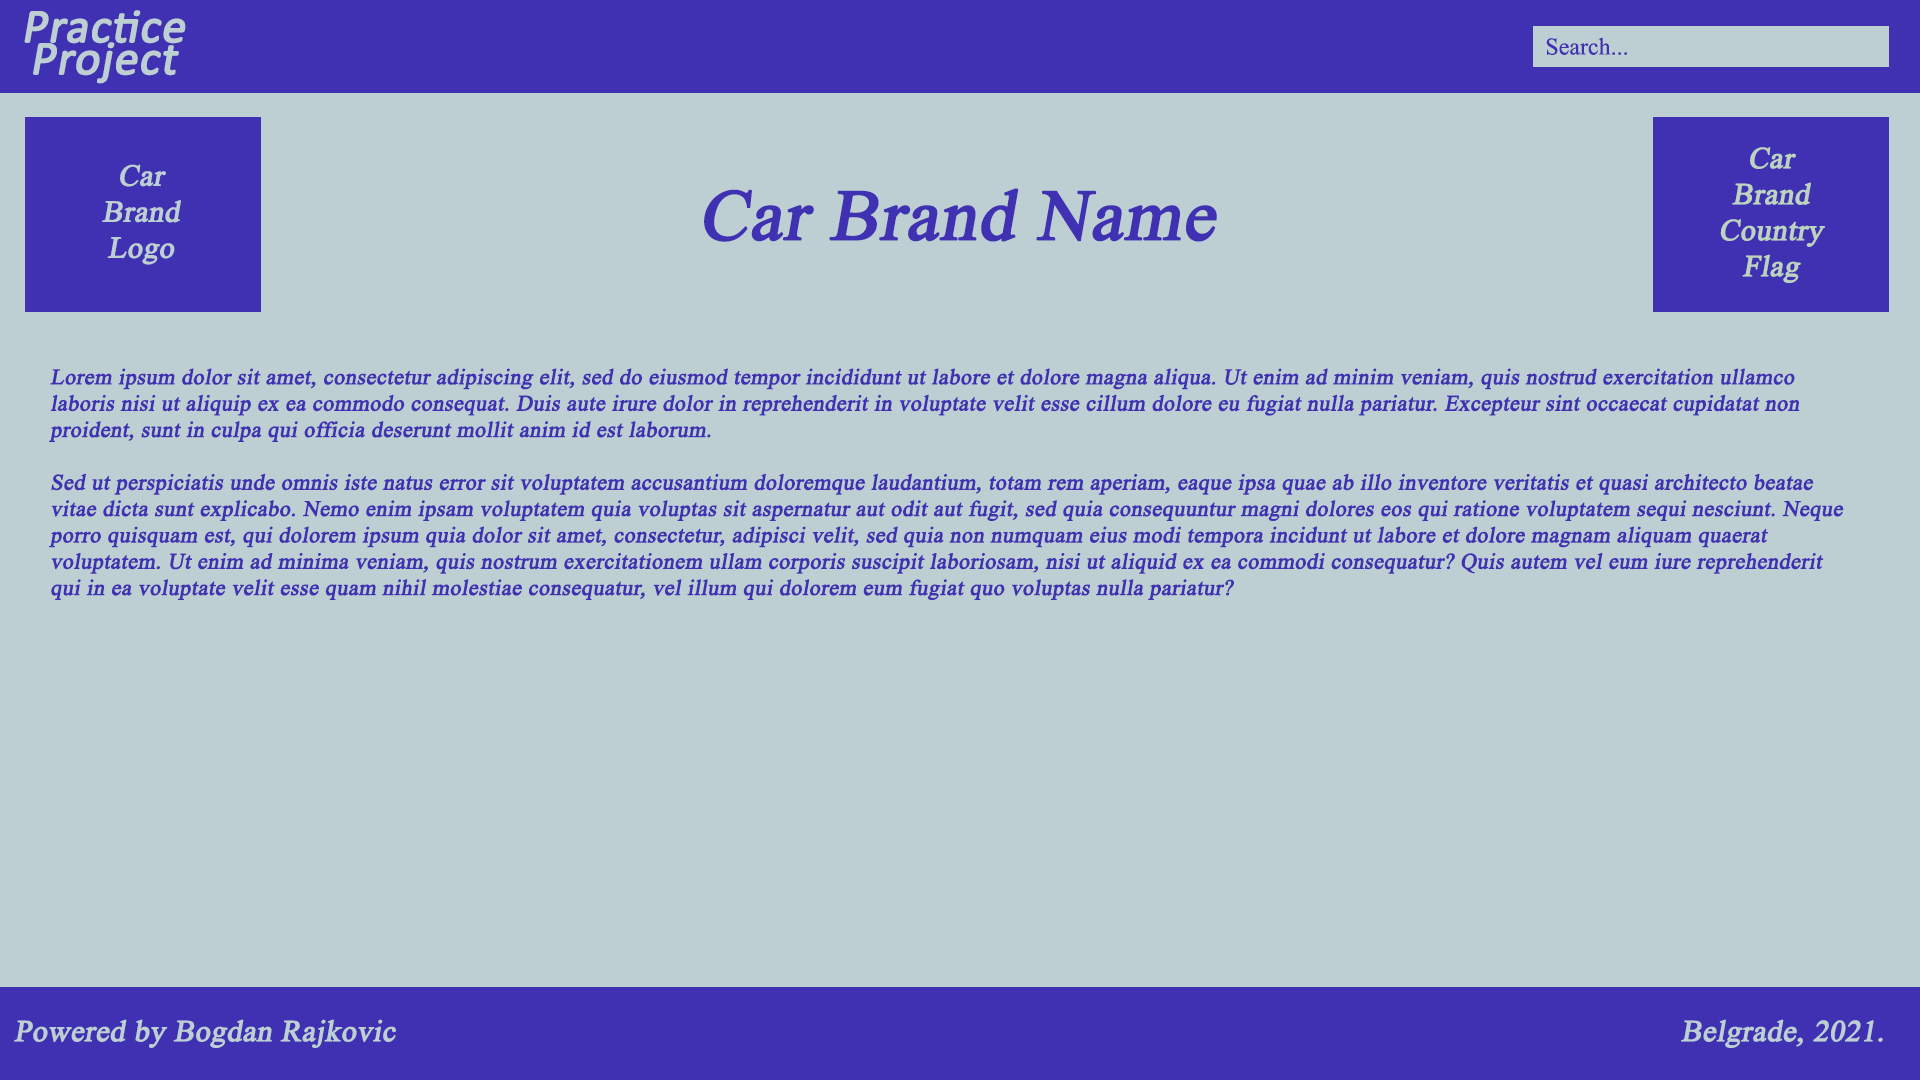 Practice
Project
Search...
Car
Brand
Logo
Car Brand Name
Car
Brand
Country
Flag
Lorem ipsum dolor sit amet, consectetur adipiscing elit, sed do eiusmod tempor incididunt ut labore et dolore magna aliqua. Ut enim ad minim veniam, quis nostrud exercitation ullamco
laboris nisi ut aliquip ex ea commodo consequat. Duis aute irure dolor in reprehenderit in voluptate velit esse cillum dolore eu fugiat nulla pariatur. Excepteur sint occaecat cupidatat non
proident, sunt in culpa qui officia deserunt mollit anim id est laborum.
Sed ut perspiciatis unde omnis iste natus error sit voluptatem accusantium doloremque laudantium, totam rem aperiam, eaque ipsa quae ab illo inventore veritatis et quasi architecto beatae
vitae dicta sunt explicabo. Nemo enim ipsam voluptatem quia voluptas sit aspernatur aut odit aut fugit, sed quia consequuntur magni dolores eos qui ratione voluptatem sequi nesciunt. Neque
porro quisquam est, qui dolorem ipsum quia dolor sit amet, consectetur, adipisci velit, sed quia non numquam eius modi tempora incidunt ut labore et dolore magnam aliquam quaerat
voluptatem. Ut enim ad minima veniam, quis nostrum exercitationem ullam corporis suscipit laboriosam, nisi ut aliquid ex ea commodi consequatur? Quis autem vel eum iure reprehenderit
qui in ea voluptate velit esse quam nihil molestiae consequatur, vel illum qui dolorem eum fugiat quo voluptas nulla pariatur?
Powered by Bogdan Rajkovic
Belgrade, 2021.